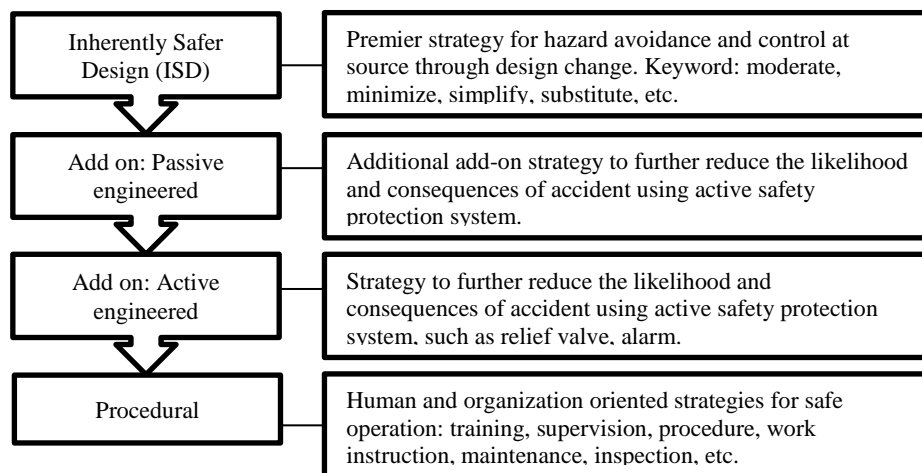 Inherently Safer
Design (ISD)
Premier strategy for hazard avoidance and control at
source through design change. Keyword: moderate,
minimize, simplify, substitute, etc.
Add on: Passive
engineered
Additional add-on strategy to further reduce the likelihood
and consequences of accident using active safety
protection system.
Add on: Active
engineered
Strategy to further reduce the likelihood and
consequences of accident using active safety protection
system, such as relief valve, alarm.
Procedural
Human and organization oriented strategies for safe
operation: training, supervision, procedure, work
instruction, maintenance, inspection, etc.